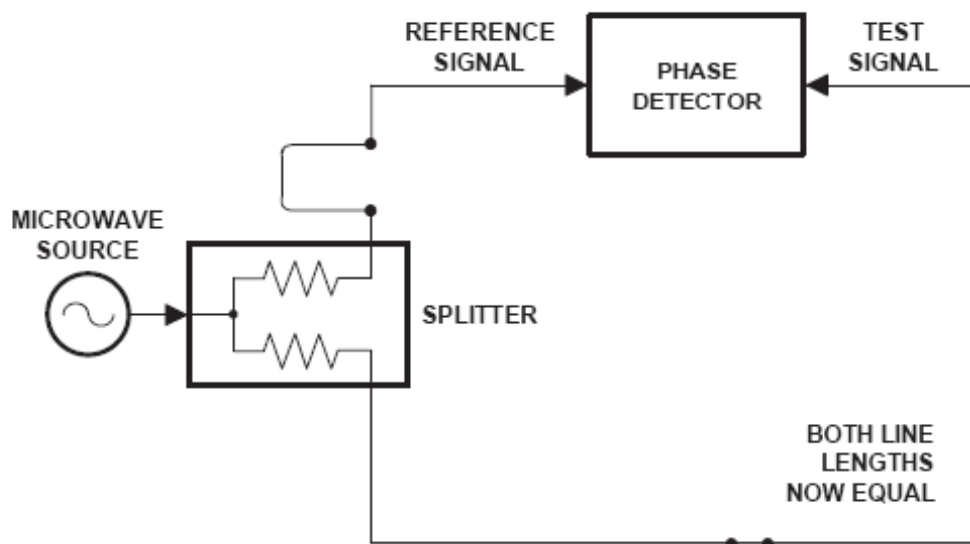 REFERENCE
SIGNAL
PHASE
DETECTOR
TEST
SIGNAL
MICROWAVE
SOURCE
SPLITTER
BOTH LINE
LENGTHS
NOW EQUAL